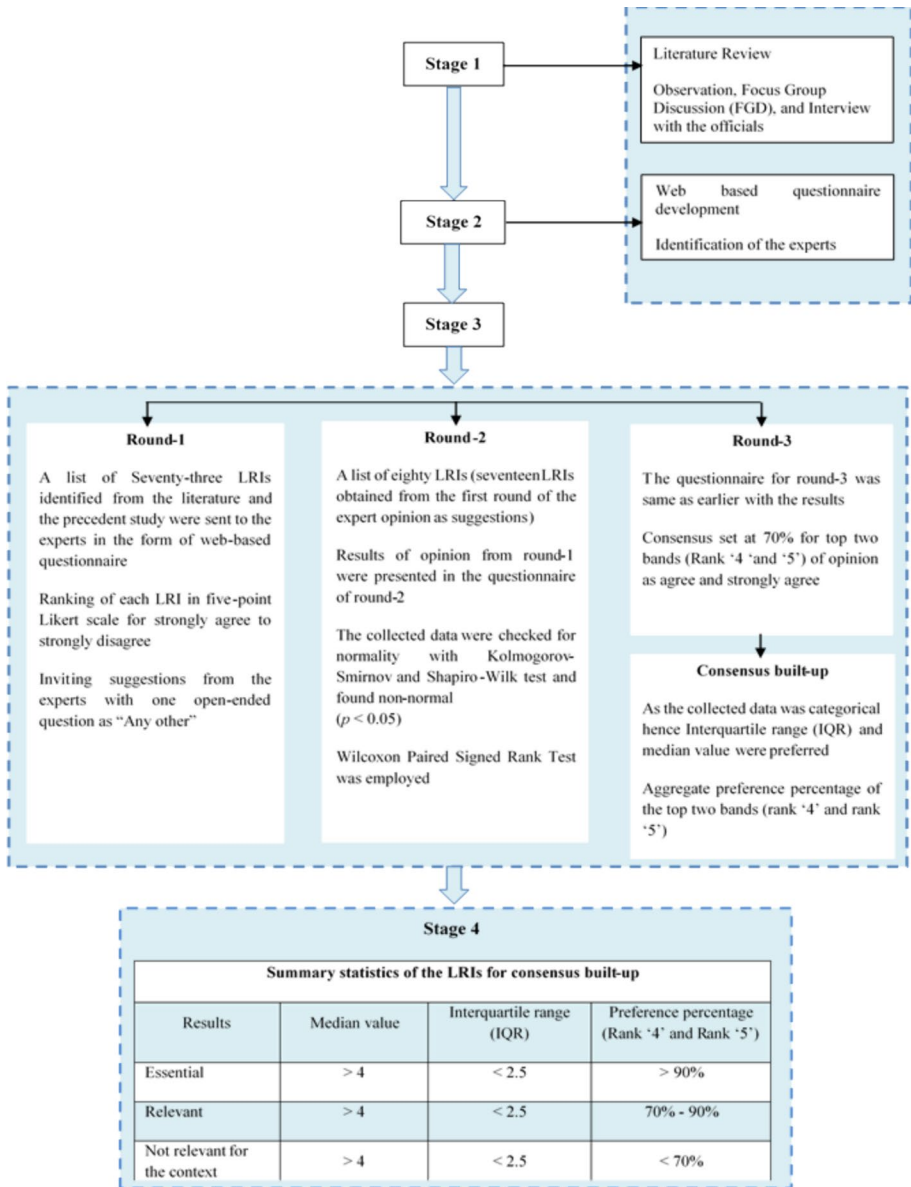 Stage 1
Literature Review
Observation, Focus Group
Discussion (FGD), and Interview
with the officials
Stage 2
Web based questionnaire
development
Identification of the experts
Stage 3
Round-1
A list of Seventy-three LRIs
identified from the literature and
the precedent study were sent to the
experts in the form of web-based
questionnaire
Ranking of each LRI in five-point
Likert scale for strongly agree to
strongly disagree
Inviting suggestions from the
experts with one open-ended
question as “Any other”
Round-2
A list of eighty LRIs (seventeen LRIs
obtained from the first round of the
expert opinion as suggestions)
Results of opinion from round-1
were presented in the questionnaire
of round-2
The collected data were checked for
normality with Kolmogorov-
Smirnov and Shapiro-Wilk test and
found non-normal
(p < 0.05)
Wilcoxon Paired Signed Rank Test
was employed
Round-3
The questionnaire for round-3 was
same as earlier with the results
Consensus set at 70% for top two
bands (Rank ‘4 ‘and ‘5’) of opinion
as agree and strongly agree
Consensus built-up
As the collected data was categorical
hence Interquartile range (IQR) and
median value were preferred
Aggregate preference percentage of
the top two bands (rank ‘4’ and rank
‘5’)
Stage 4
Summary statistics of the LRIs for consensus built-up
Results Median value Interquartile range (IQR) Preference percentage (Rank ‘4’ and Rank ‘5’)
Essential > 4 < 2.5 > 90%
Relevant > 4 < 2.5 70% - 90%
Not relevant for the context > 4 < 2.5 < 70%